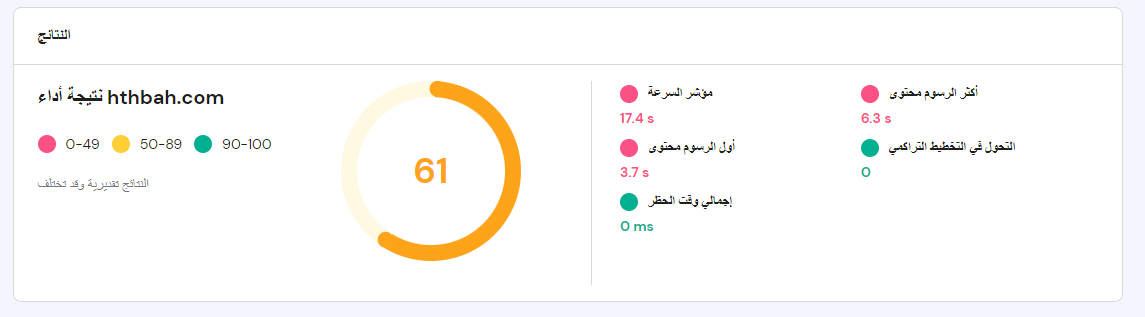 النتائج
نتيجة أداء hthbah.com
0-49 50-89 90-100
النتائج تقديرية وقد تختلف
61
مؤشر السرعة
17.4 s
أكثر الرسوم محتوى
6.3 s
أول الرسوم محتوى
3.7 s
التحول في التخطيط التراكمي
0
إجمالي وقت الحظر
0 ms